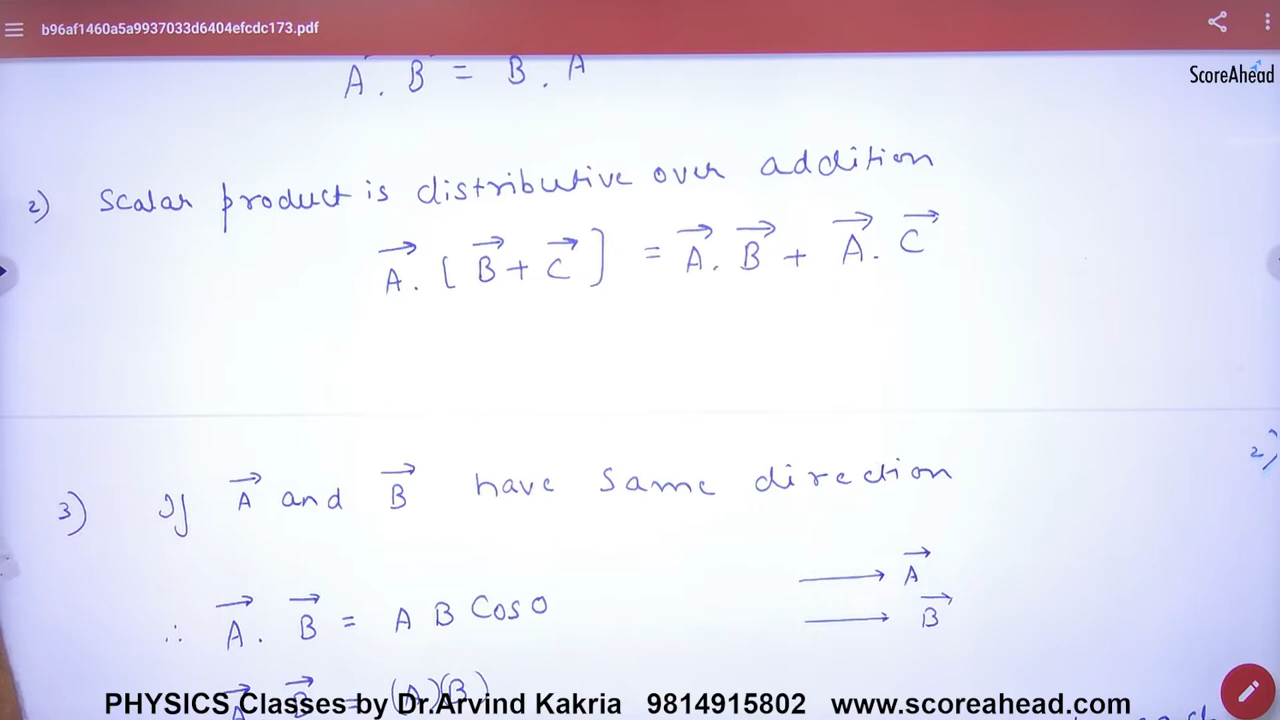 b96af1460a5a9937033d6404efcdc173.pdf
ScoreAhead
A . B = B . A
2) Scalar product is distributive over addition
A⃗ . [ B⃗ + C⃗ ] = A⃗ . B⃗ + A⃗ . C⃗
2)
3) If A⃗ and B⃗ have same direction
A⃗
B⃗
∴ A⃗ . B⃗ = A B Cos 0
A⃗ . B⃗ = (A)(B)
PHYSICS Classes by Dr.Arvind Kakria 9814915802 www.scoreahead.com